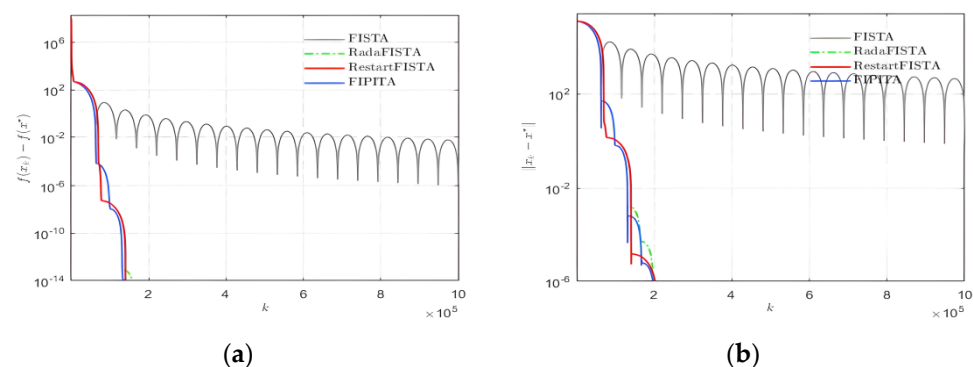 FISTA
RadaFISTA
RestartFISTA
FIPITA
f(x_k) − f(x*)
10^6
10^2
10^-2
10^-6
10^-10
10^-14
2 4 6 8 10
k
× 10^5
(a)
FISTA
RadaFISTA
RestartFISTA
FIPITA
||x_k − x*||
10^2
10^-2
10^-6
2 4 6 8 10
k
× 10^5
(b)